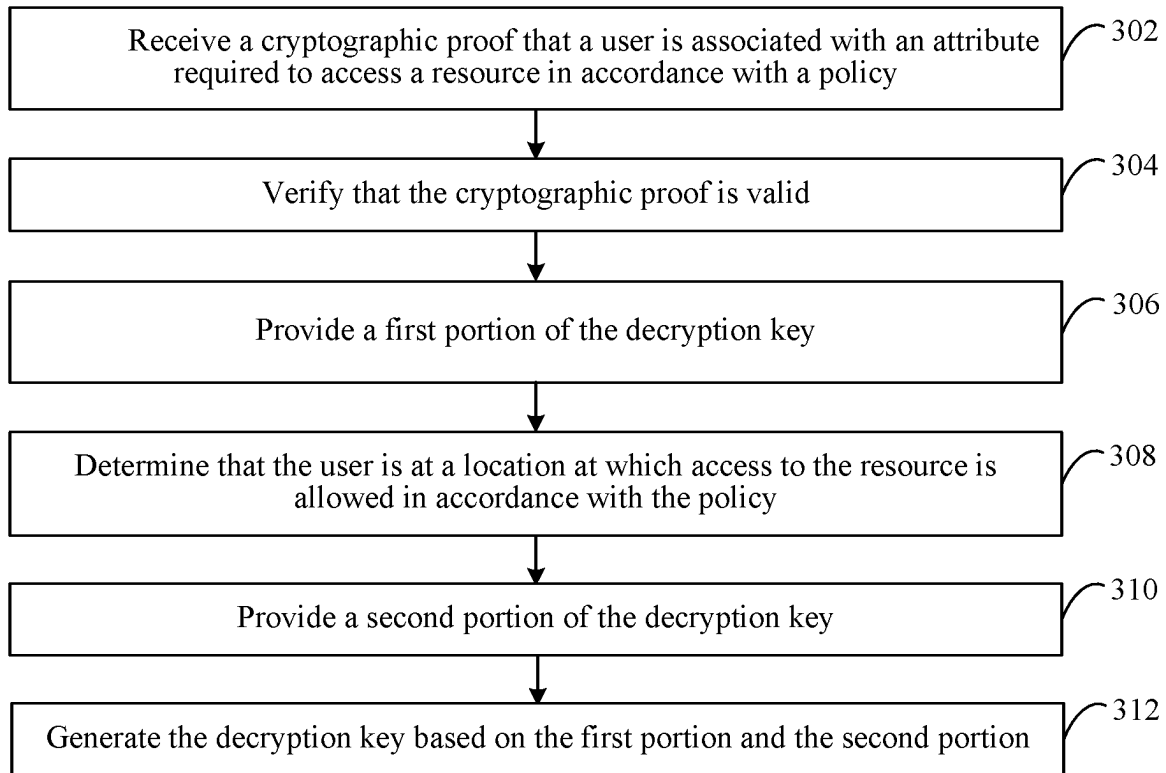 302
Receive a cryptographic proof that a user is associated with an attribute
required to access a resource in accordance with a policy
304
Verify that the cryptographic proof is valid
306
Provide a first portion of the decryption key
308
Determine that the user is at a location at which access to the resource is
allowed in accordance with the policy
310
Provide a second portion of the decryption key
312
Generate the decryption key based on the first portion and the second portion